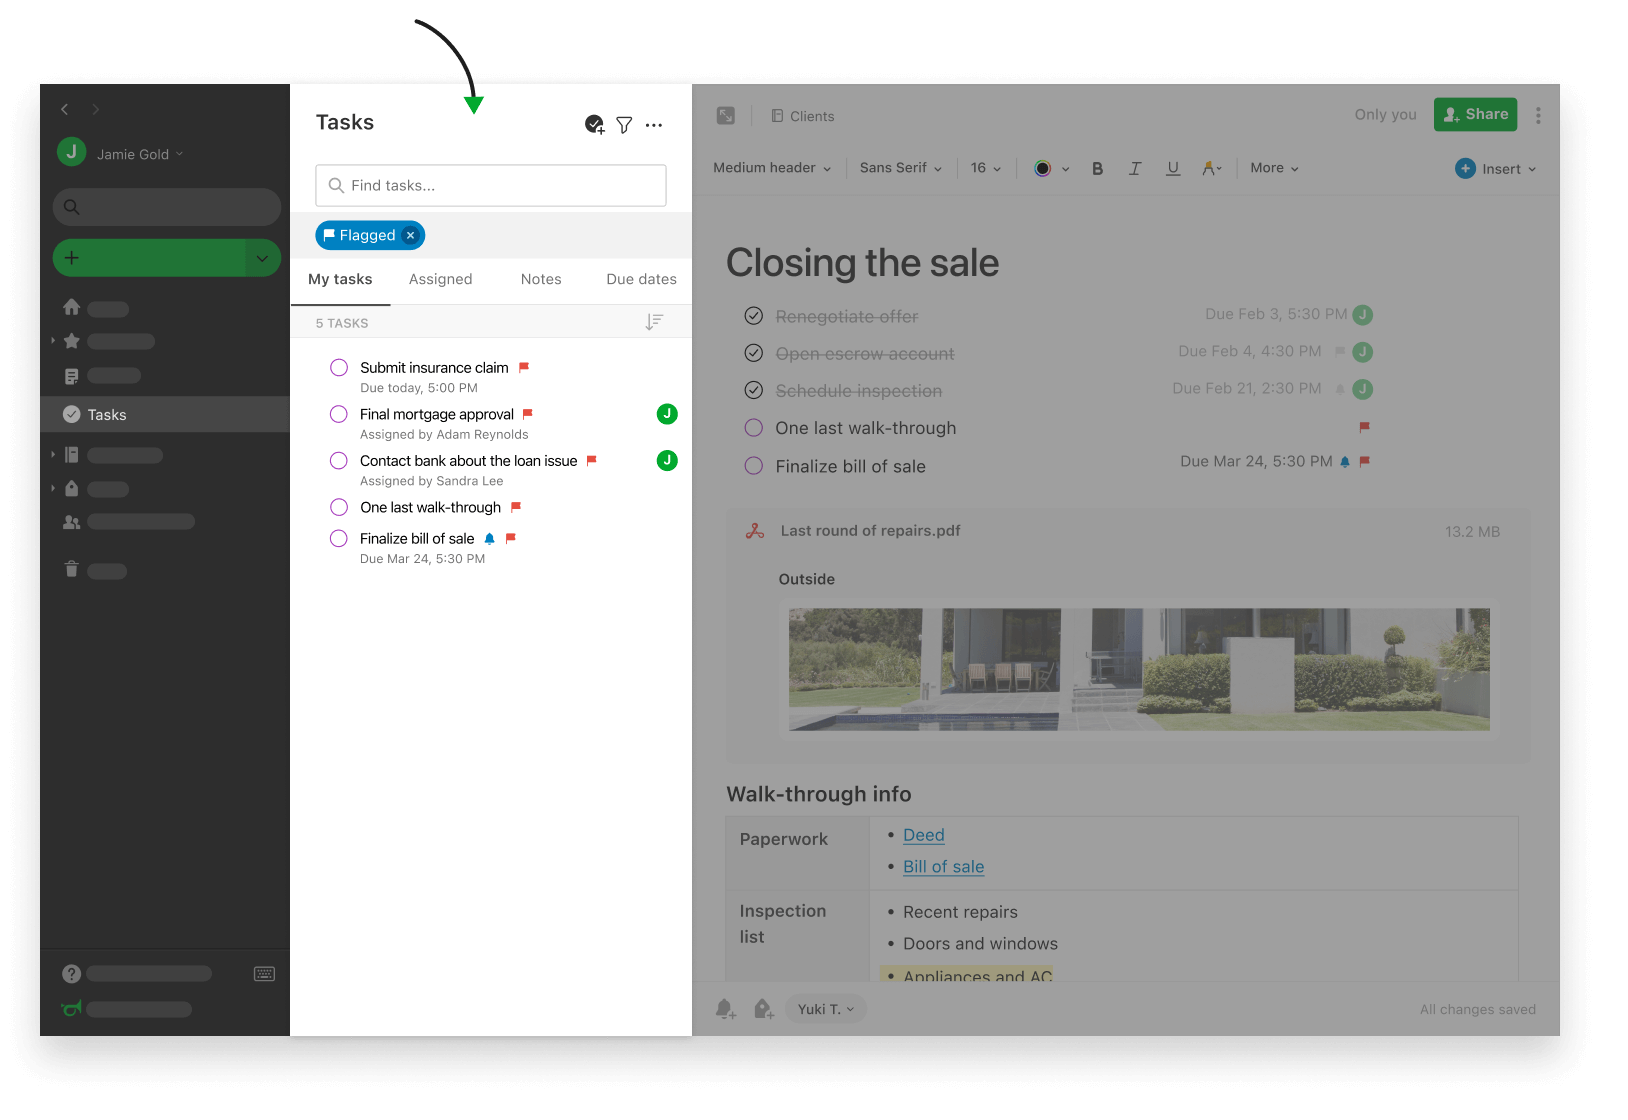 J
Jamie Gold
Tasks
Tasks
Find tasks...
Flagged
My tasks
Assigned
Notes
Due dates
5 TASKS
Submit insurance claim
Due today, 5:00 PM
Final mortgage approval
J
Assigned by Adam Reynolds
Contact bank about the loan issue
J
Assigned by Sandra Lee
One last walk-through
Finalize bill of sale
Due Mar 24, 5:30 PM
Clients
Only you
Share
Medium header
Sans Serif
16
B
I
U
A
More
Insert
Closing the sale
Renegotiate offer
Due Feb 3, 5:30 PM
J
Open escrow account
Due Feb 4, 4:30 PM
J
Schedule inspection
Due Feb 21, 2:30 PM
J
One last walk-through
Finalize bill of sale
Due Mar 24, 5:30 PM
Last round of repairs.pdf
13.2 MB
Outside
Walk-through info
Paperwork
• Deed
• Bill of sale
Inspection
list
• Recent repairs
• Doors and windows
• Appliances and AC
Yuki T.
All changes saved